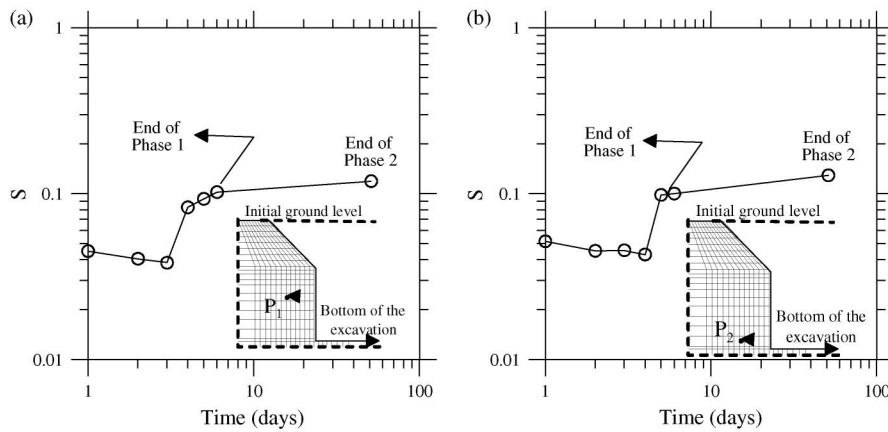 (a)
1
End of
Phase 1
End of
Phase 2
S
0.1
Initial ground level
P1
Bottom of the
excavation
0.01
1
10
100
Time (days)
(b)
1
End of
Phase 1
End of
Phase 2
S
0.1
Initial ground level
P2
Bottom of the
excavation
0.01
1
10
100
Time (days)